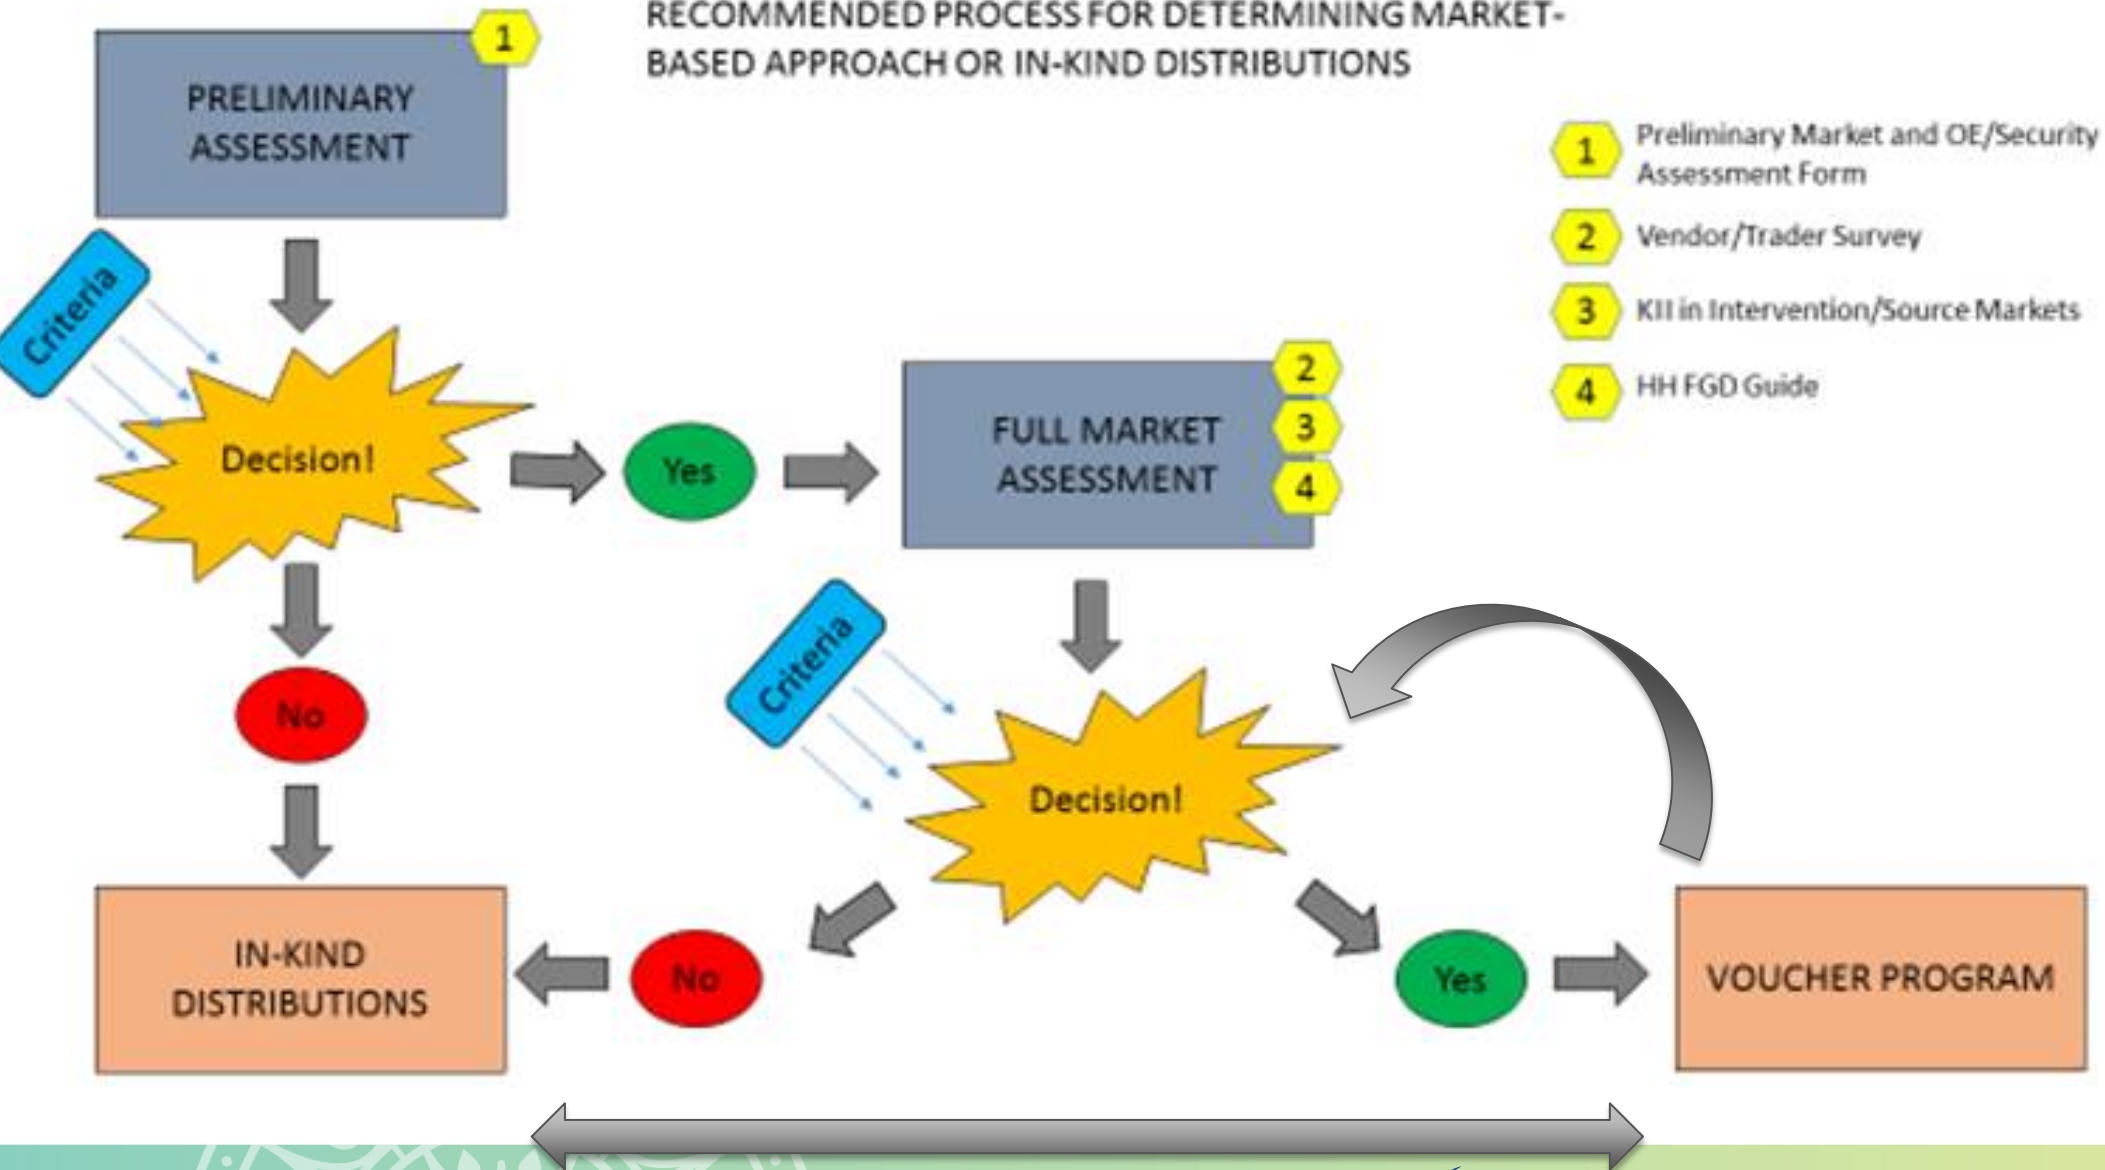 RECOMMENDED PROCESS FOR DETERMINING MARKET-
BASED APPROACH OR IN-KIND DISTRIBUTIONS
1
PRELIMINARY
ASSESSMENT
1
Preliminary Market and OE/Security
Assessment Form
2
Vendor/Trader Survey
3
KII in Intervention/Source Markets
4
HH FGD Guide
Criteria
Decision!
Yes
FULL MARKET
ASSESSMENT
2
3
4
No
Criteria
Decision!
IN-KIND
DISTRIBUTIONS
No
Yes
VOUCHER PROGRAM